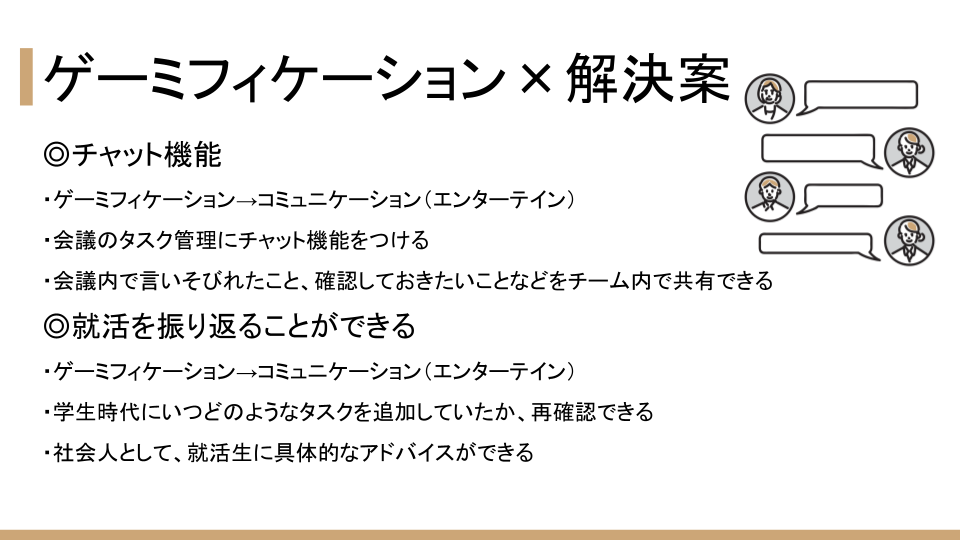 ゲーミフィケーション×解決案
◎チャット機能
・ゲーミフィケーション→コミュニケーション（エンターテイン）
・会議のタスク管理にチャット機能をつける
・会議内で言いそびれたこと、確認しておきたいことなどをチーム内で共有できる
◎就活を振り返ることができる
・ゲーミフィケーション→コミュニケーション（エンターテイン）
・学生時代にいつどのようなタスクを追加していたか、再確認できる
・社会人として、就活生に具体的なアドバイスができる